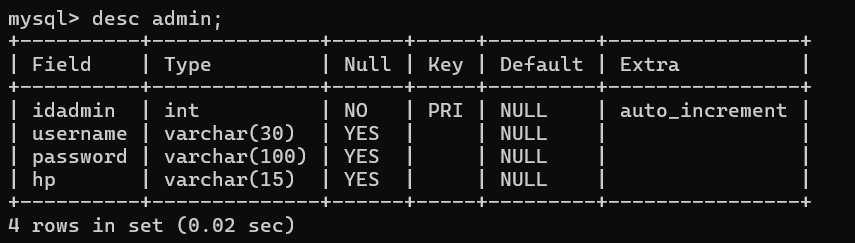 mysql> desc admin;
+----------+--------------+------+-----+---------+----------------+
| Field    | Type         | Null | Key | Default | Extra          |
+----------+--------------+------+-----+---------+----------------+
| idadmin  | int          | NO   | PRI | NULL    | auto_increment |
| username | varchar(30)  | YES  |     | NULL    |                |
| password | varchar(100) | YES  |     | NULL    |                |
| hp       | varchar(15)  | YES  |     | NULL    |                |
+----------+--------------+------+-----+---------+----------------+
4 rows in set (0.02 sec)